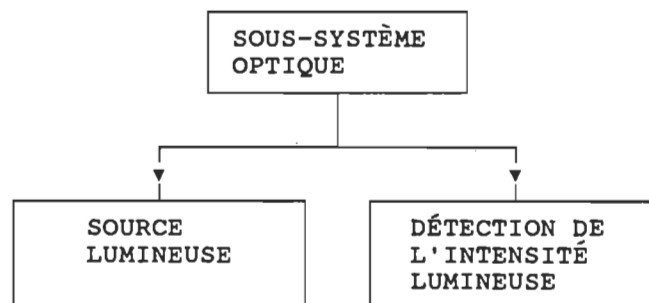 SOUS-SYSTÈME
OPTIQUE
SOURCE
LUMINEUSE
DÉTECTION DE
L'INTENSITÉ
LUMINEUSE